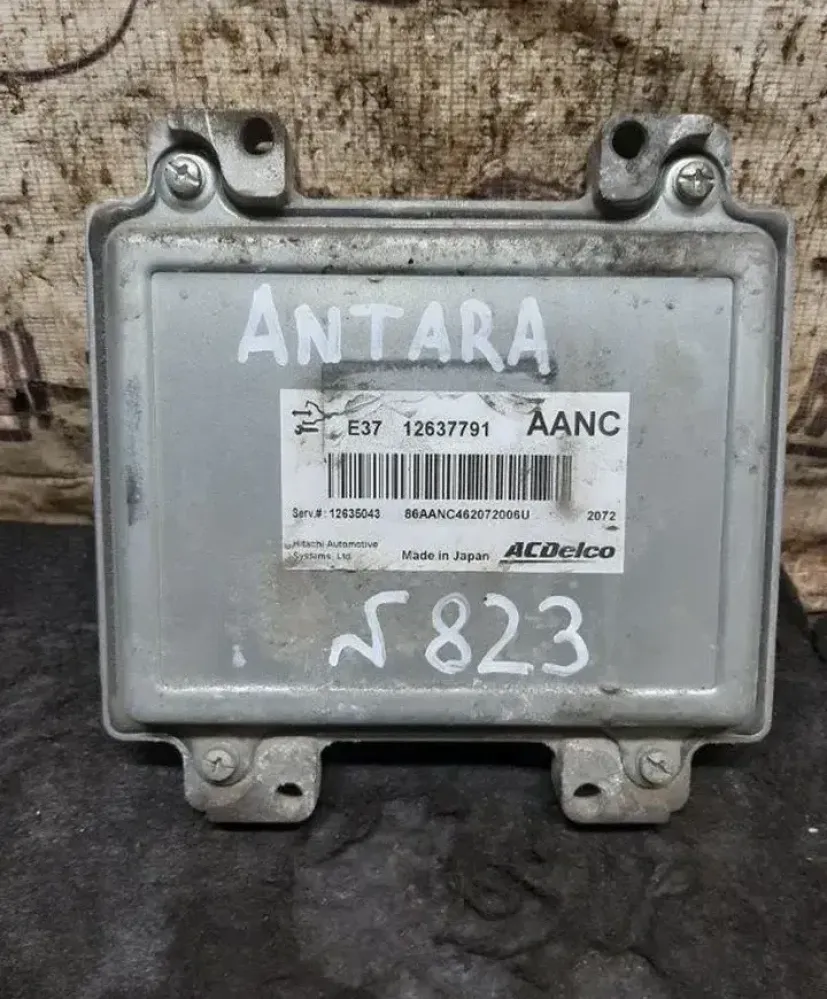 ANTARA
E37 12637791 AANC
Serv.#: 12635043 86AANC462072006U 2072
Hitachi Automotive
Systems, Ltd. Made in Japan ACDelco
N 823